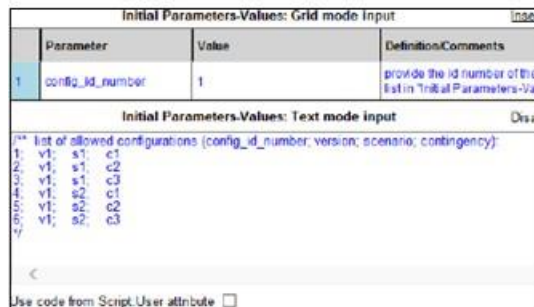 Initial Parameters-Values: Grid mode input
Parameter Value Definition/Comments
1 config_id_number 1 provide the id number of the
list in "Initial Parameters-Va
Initial Parameters-Values: Text mode input
/** list of allowed configurations (config_id_number; version; scenario; contingency):
1; v1; s1; c1
2; v1; s1; c2
3; v1; s1; c3
4; v1; s2; c1
5; v1; s2; c2
6; v1; s2; c3
*/
Use code from Script.User attribute